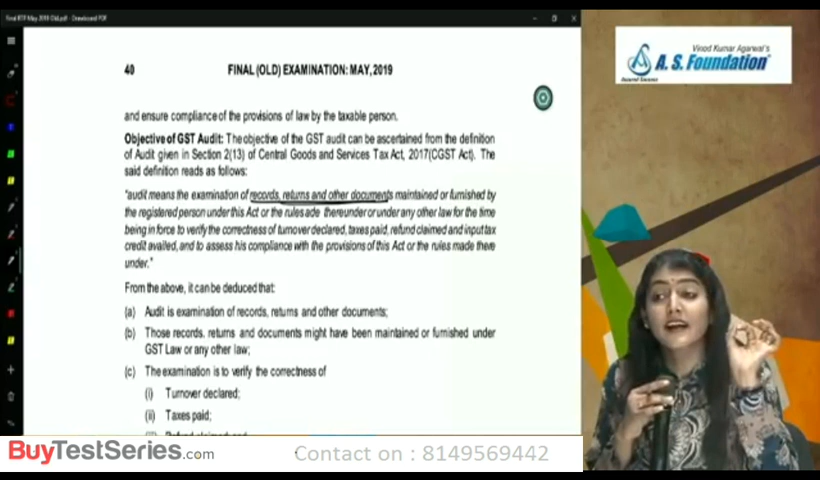 Final RTP May 2019 Old.pdf - Drawboard PDF
40
FINAL (OLD) EXAMINATION: MAY, 2019
and ensure compliance of the provisions of law by the taxable person.
Objective of GST Audit: The objective of the GST audit can be ascertained from the definition
of Audit given in Section 2(13) of Central Goods and Services Tax Act, 2017(CGST Act). The
said definition reads as follows:
"audit means the examination of records, returns and other documents maintained or furnished by
the registered person under this Act or the rules ade thereunder or under any other law for the time
being in force to verify the correctness of turnover declared, taxes paid, refund claimed and input tax
credit availed, and to assess his compliance with the provisions of this Act or the rules made there
under."
From the above, it can be deduced that:
(a) Audit is examination of records, returns and other documents;
(b) Those records, returns and documents might have been maintained or furnished under
GST Law or any other law;
(c) The examination is to verify the correctness of
(i) Turnover declared;
(ii) Taxes paid;
Refund claimed; and
Vinod Kumar Agarwal's
A. S. Foundation
Assured Success
BuyTestSeries.com
Contact on : 8149569442